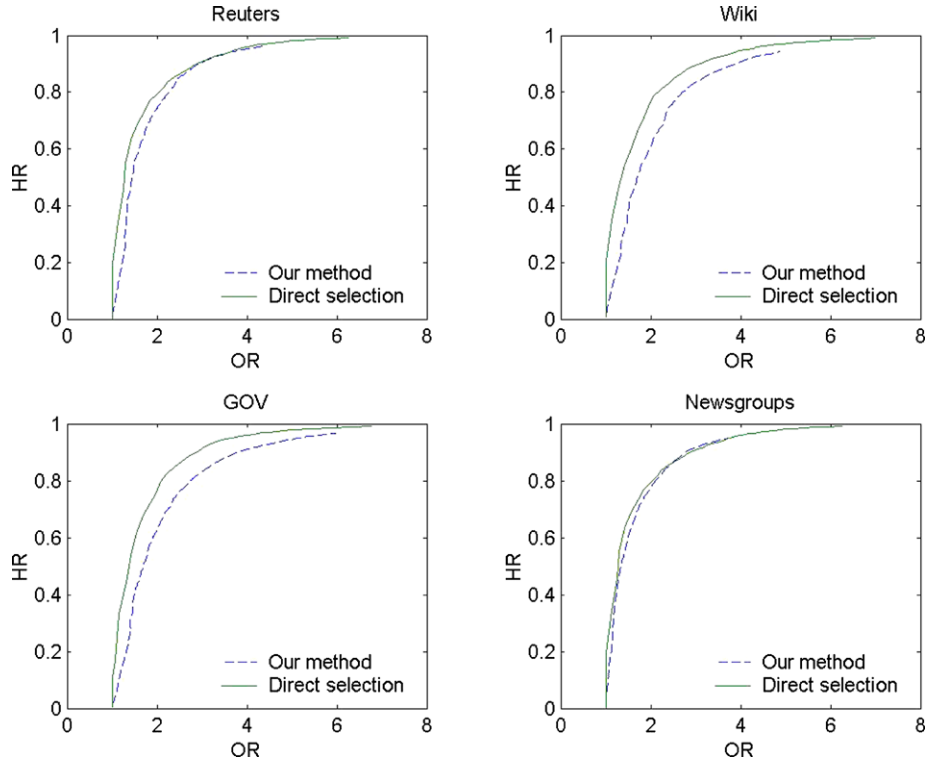 Reuters
1
0.8
0.6
0.4
0.2
0
HR
Our method
Direct selection
0 2 4 6 8
OR
Wiki
1
0.8
0.6
0.4
0.2
0
HR
Our method
Direct selection
0 2 4 6 8
OR
GOV
1
0.8
0.6
0.4
0.2
0
HR
Our method
Direct selection
0 2 4 6 8
OR
Newsgroups
1
0.8
0.6
0.4
0.2
0
HR
Our method
Direct selection
0 2 4 6 8
OR